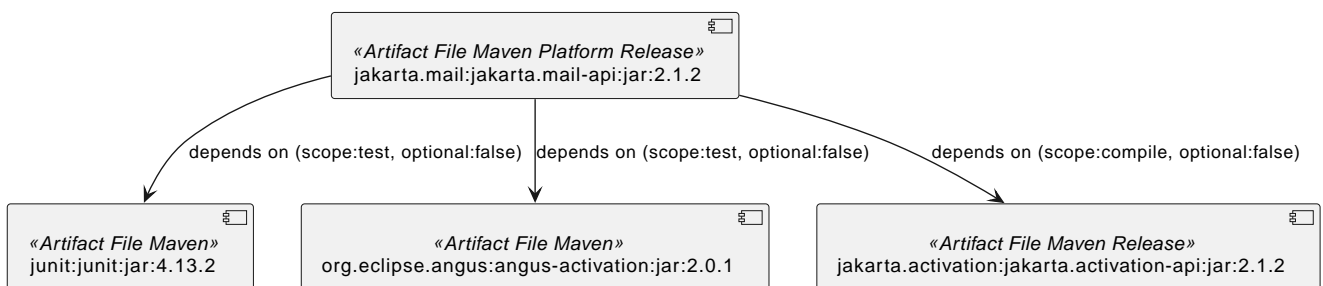 «Artifact File Maven Platform Release»
jakarta.mail:jakarta.mail-api:jar:2.1.2
depends on (scope:test, optional:false)
depends on (scope:test, optional:false)
depends on (scope:compile, optional:false)
«Artifact File Maven»
junit:junit:jar:4.13.2
«Artifact File Maven»
org.eclipse.angus:angus-activation:jar:2.0.1
«Artifact File Maven Release»
jakarta.activation:jakarta.activation-api:jar:2.1.2